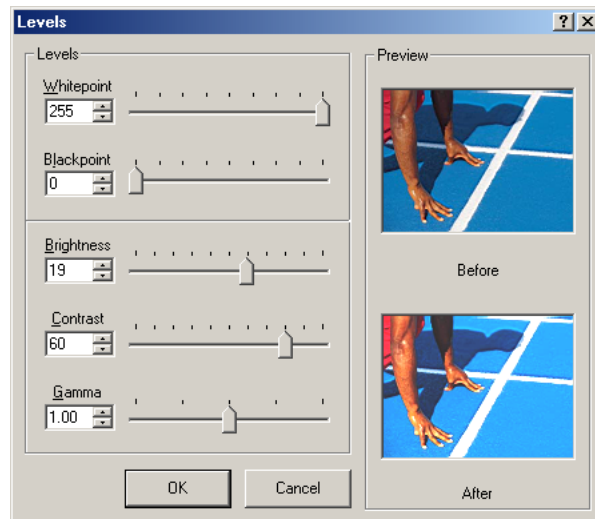 Levels
Levels
Whitepoint
255
Blackpoint
0
Brightness
19
Contrast
60
Gamma
1.00
OK
Cancel
Preview
Before
After